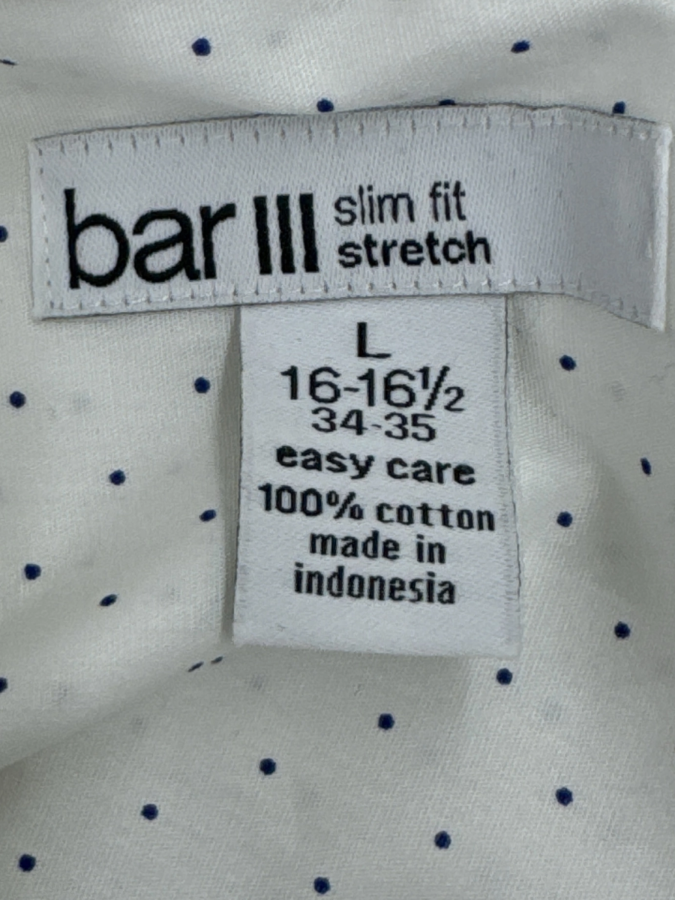 bar III slim fit
stretch
L
16-16½
34-35
easy care
100% cotton
made in
indonesia